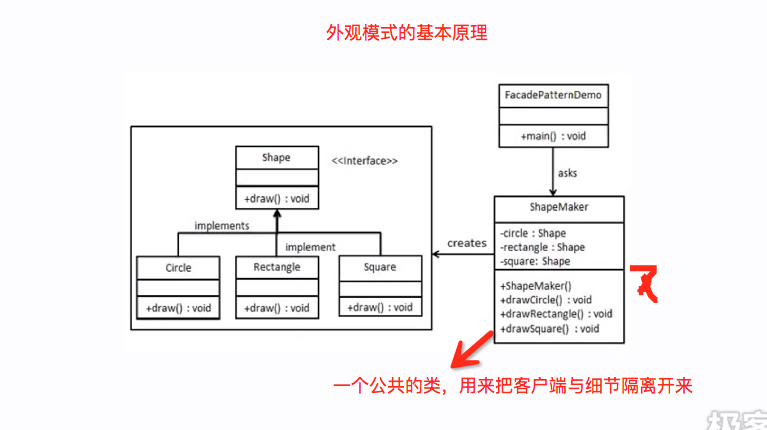 外观模式的基本原理
FacadePatternDemo
+main() : void
asks
Shape
<<Interface>>
+draw() : void
implements
implement
Circle
+draw() : void
Rectangle
+draw() : void
Square
+draw() : void
creates
ShapeMaker
-circle : Shape
-rectangle : Shape
-square: Shape
+ShapeMaker()
+drawCircle() : void
+drawRectangle() : void
+drawSquare() : void
一个公共的类，用来把客户端与细节隔离开来